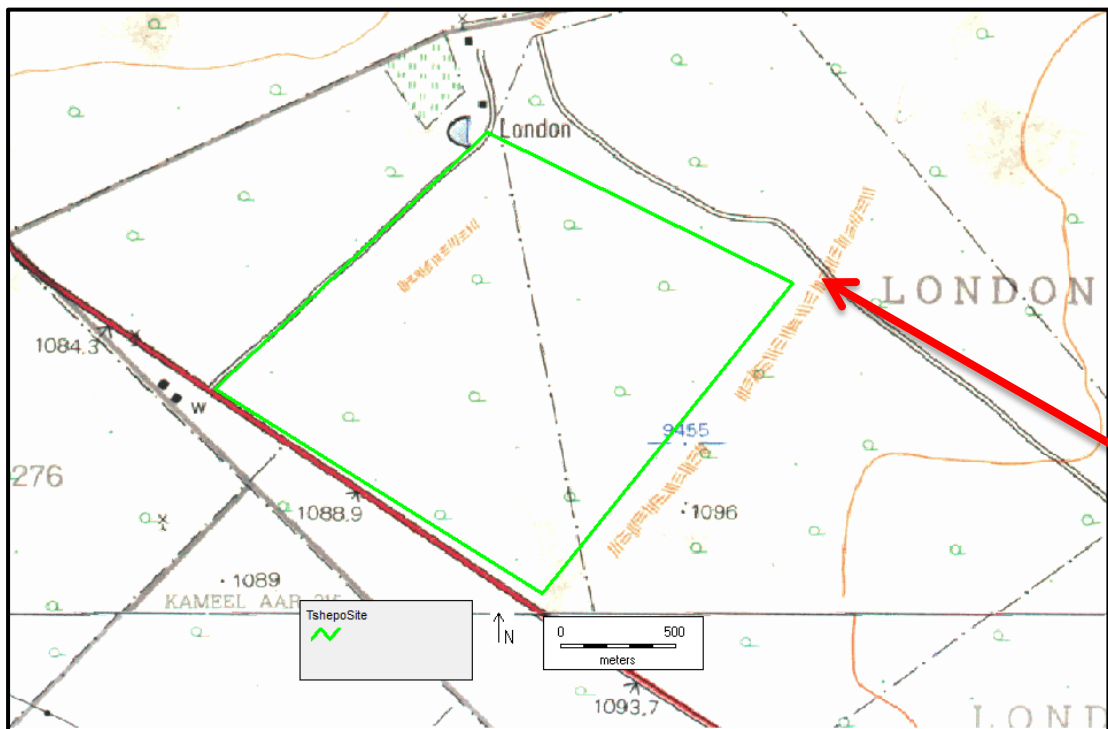 London
LONDON
1084.3
W
9455
276
1088.9
1096
1089
KAMEEL AAR
TshepoSite
N
0 500
meters
1093.7
LOND